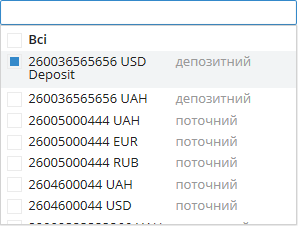 Всі
260036565656 USD депозитний
Deposit
260036565656 UAH депозитний
26005000444 UAH поточний
26005000444 EUR поточний
26005000444 RUB поточний
2604600044 UAH поточний
2604600044 USD поточний